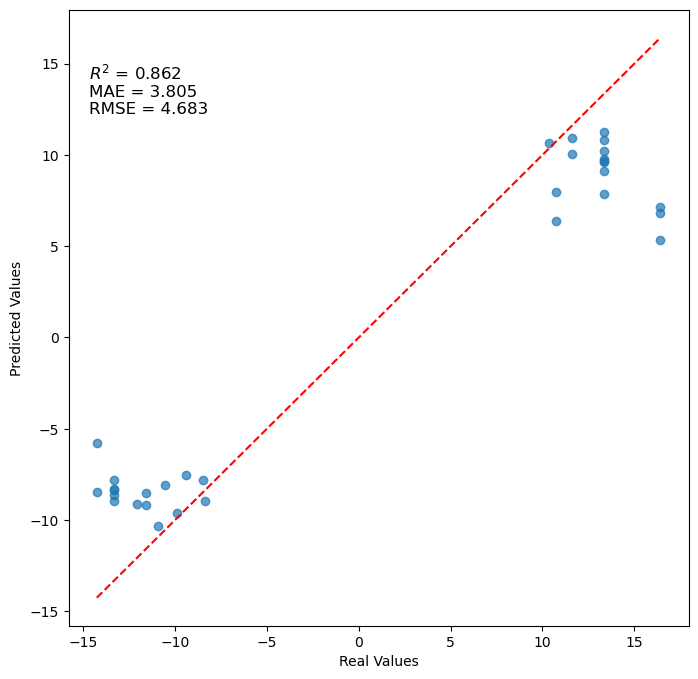 R² = 0.862
MAE = 3.805
RMSE = 4.683
15
10
5
0
−5
−10
−15
Predicted Values
−15 −10 −5 0 5 10 15
Real Values